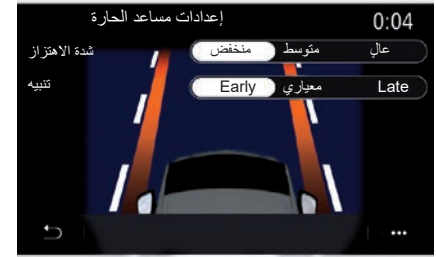 إعدادات مساعد الحارة 0:04
شدة الاهتزاز منخفض متوسط عالٍ
تنبيه Early معياري Late